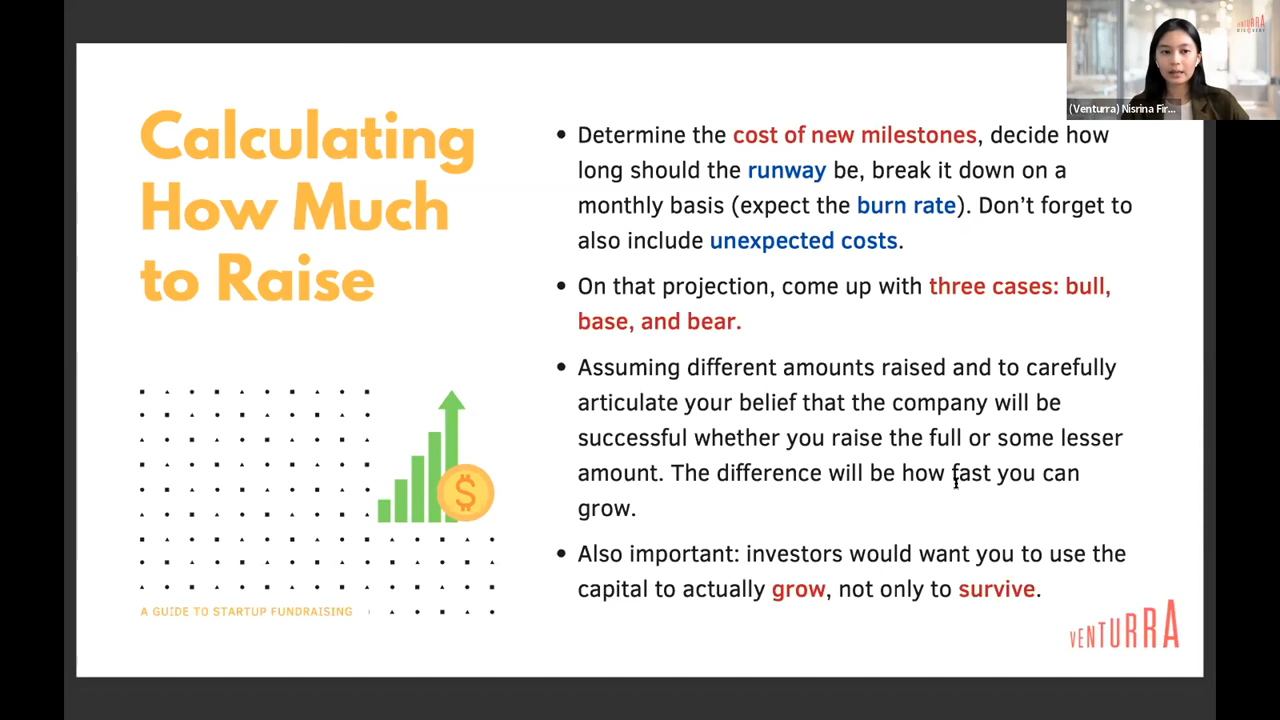 Calculating
How Much
to Raise
• Determine the cost of new milestones, decide how
long should the runway be, break it down on a
monthly basis (expect the burn rate). Don’t forget to
also include unexpected costs.
• On that projection, come up with three cases: bull,
base, and bear.
• Assuming different amounts raised and to carefully
articulate your belief that the company will be
successful whether you raise the full or some lesser
amount. The difference will be how fast you can
grow.
• Also important: investors would want you to use the
capital to actually grow, not only to survive.
$
A GUIDE TO STARTUP FUNDRAISING
VENTURRA
VENTURRA
(Venturra) Nisrina Fir...